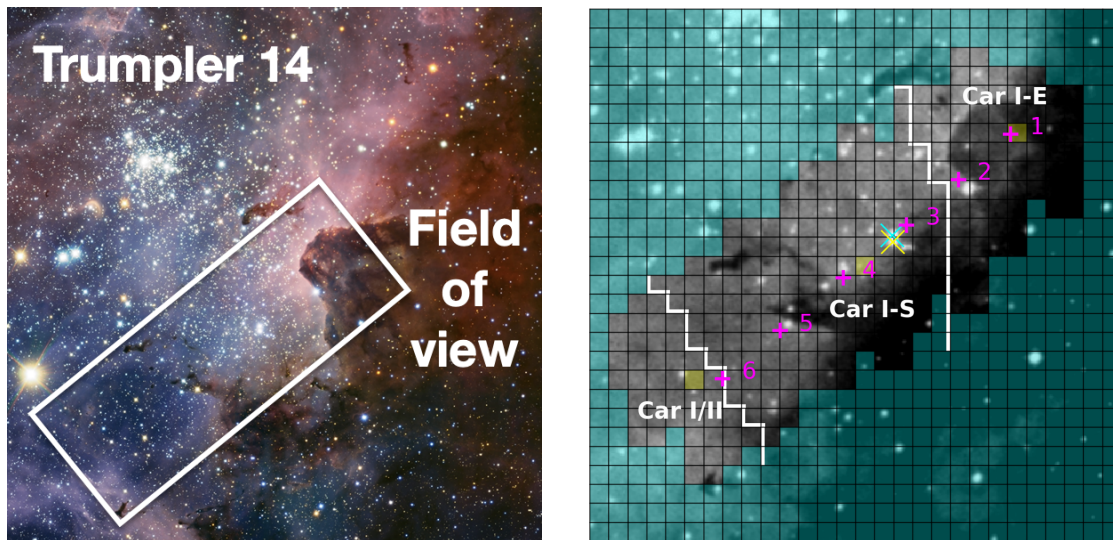 Trumpler 14
Field
of
view
Car I-E
1
2
3
4
Car I-S
5
6
Car I/II